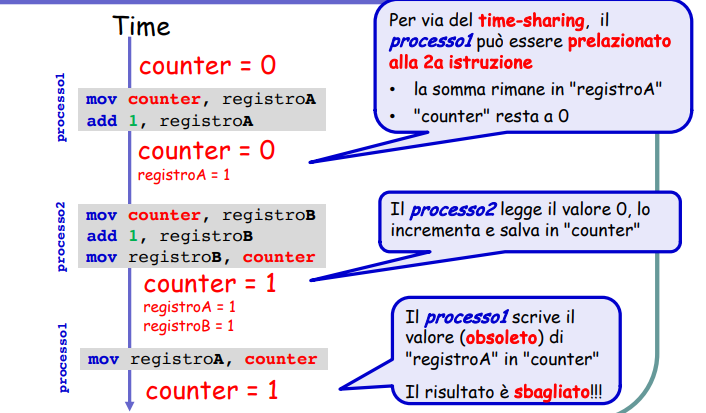 Time
counter = 0
processo1
mov counter, registroA
add 1, registroA
counter = 0
registroA = 1
Per via del time-sharing, il
processo1 può essere prelazionato
alla 2a istruzione
• la somma rimane in "registroA"
• "counter" resta a 0
processo2
mov counter, registroB
add 1, registroB
mov registroB, counter
counter = 1
registroA = 1
registroB = 1
Il processo2 legge il valore 0, lo
incrementa e salva in "counter"
processo1
mov registroA, counter
counter = 1
Il processo1 scrive il
valore (obsoleto) di
"registroA" in "counter"
Il risultato è sbagliato!!!